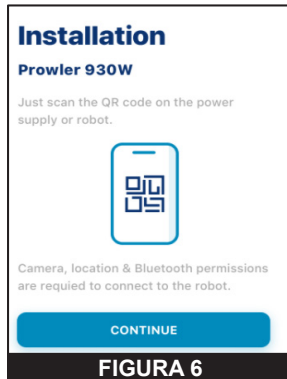 Installation
Prowler 930W
Just scan the QR code on the power
supply or robot.
Camera, location & Bluetooth permissions
are requied to connect to the robot.
CONTINUE
FIGURA 6